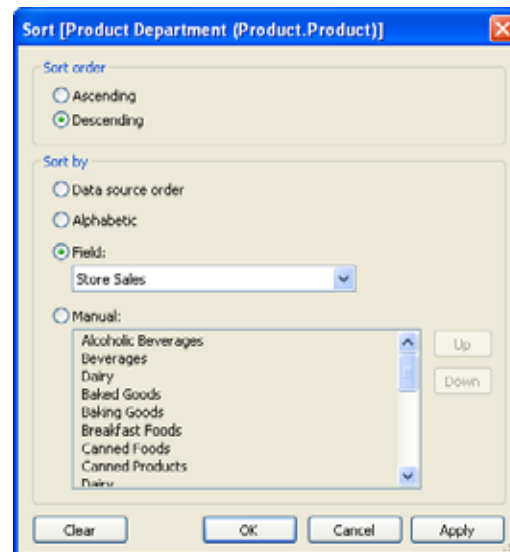 Sort [Product Department (Product.Product)]
Sort order
Ascending
Descending
Sort by
Data source order
Alphabetic
Field:
Store Sales
Manual:
Alcoholic Beverages
Beverages
Dairy
Baked Goods
Baking Goods
Breakfast Foods
Canned Foods
Canned Products
Dairy
Up
Down
Clear
OK
Cancel
Apply